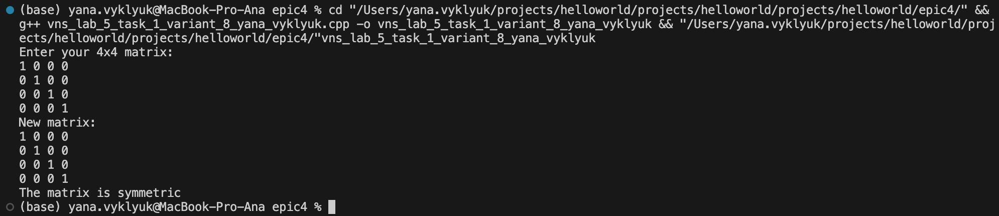 (base) yana.vyklyuk@MacBook-Pro-Ana epic4 % cd "/Users/yana.vyklyuk/projects/helloworld/projects/helloworld/projects/helloworld/epic4/" &&
g++ vns_lab_5_task_1_variant_8_yana_vyklyuk.cpp -o vns_lab_5_task_1_variant_8_yana_vyklyuk && "/Users/yana.vyklyuk/projects/helloworld/proj
ects/helloworld/projects/helloworld/epic4/"vns_lab_5_task_1_variant_8_yana_vyklyuk
Enter your 4x4 matrix:
1 0 0 0
0 1 0 0
0 0 1 0
0 0 0 1
New matrix:
1 0 0 0
0 1 0 0
0 0 1 0
0 0 0 1
The matrix is symmetric
(base) yana.vyklyuk@MacBook-Pro-Ana epic4 %